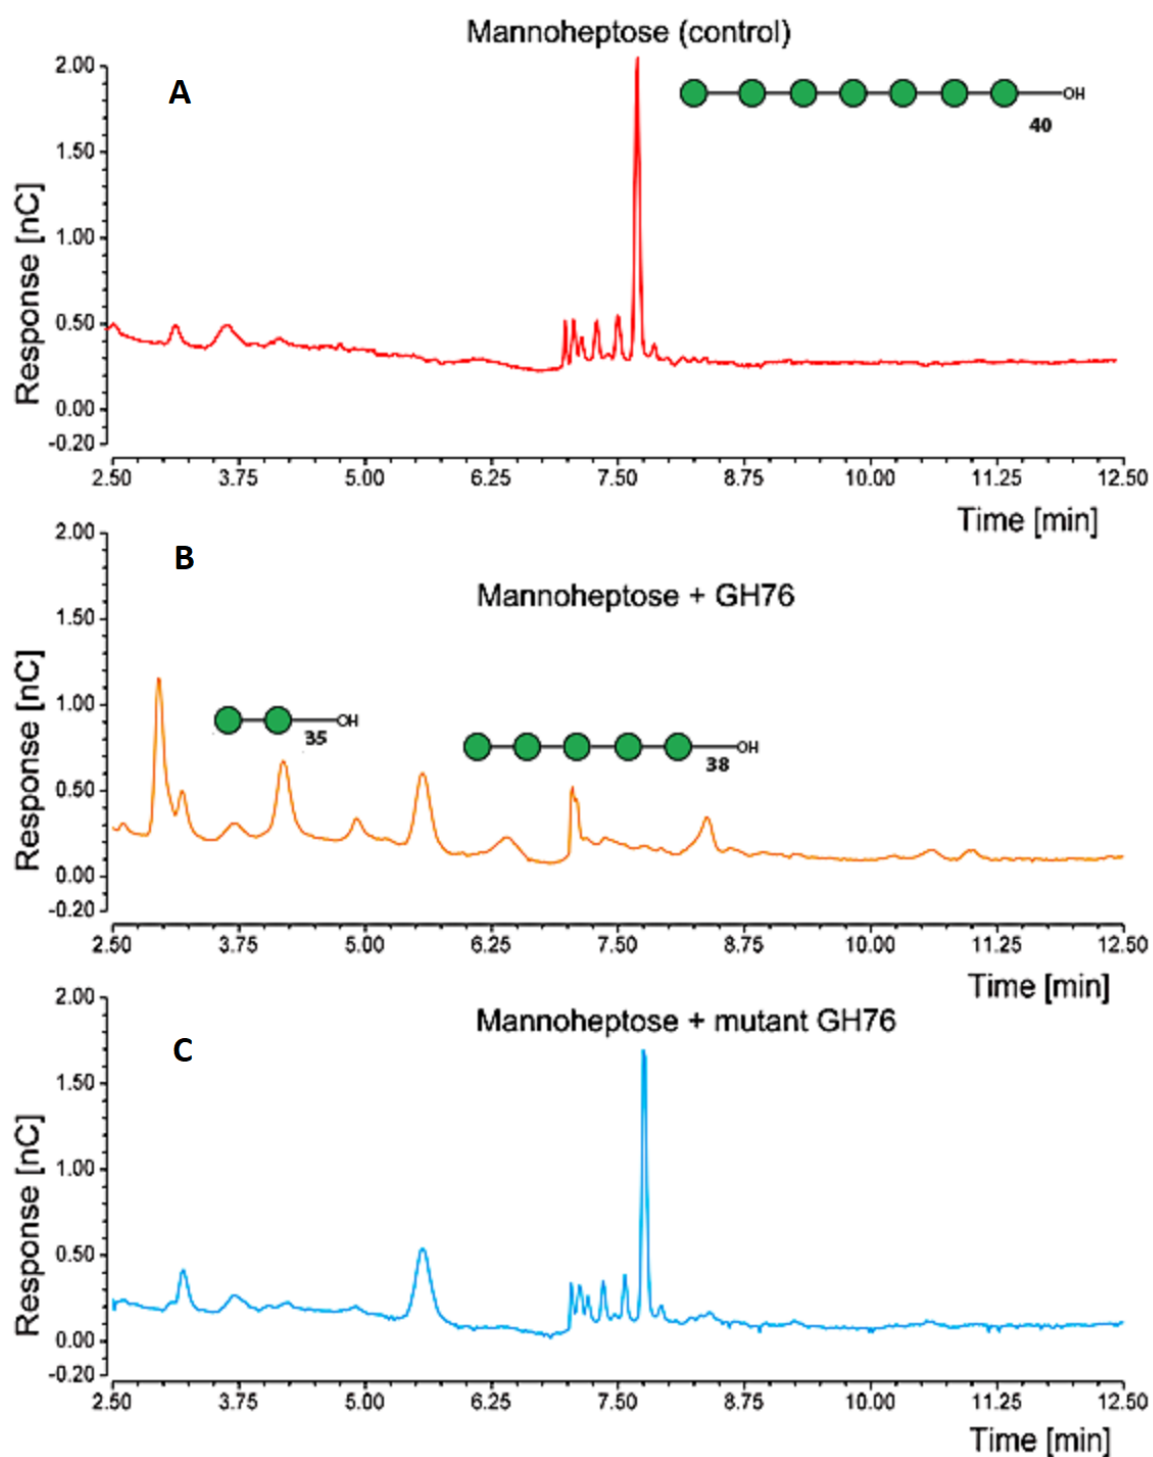 Mannoheptose (control)
A
2.00
1.50
1.00
0.50
0.00
-0.20
Response [nC]
OH
40
2.50 3.75 5.00 6.25 7.50 8.75 10.00 11.25 12.50
Time [min]
B
Mannoheptose + GH76
2.00
1.50
1.00
0.50
0.00
-0.20
Response [nC]
OH
35
OH
38
2.50 3.75 5.00 6.25 7.50 8.75 10.00 11.25 12.50
Time [min]
C
Mannoheptose + mutant GH76
2.00
1.50
1.00
0.50
0.00
-0.20
Response [nC]
2.50 3.75 5.00 6.25 7.50 8.75 10.00 11.25 12.50
Time [min]